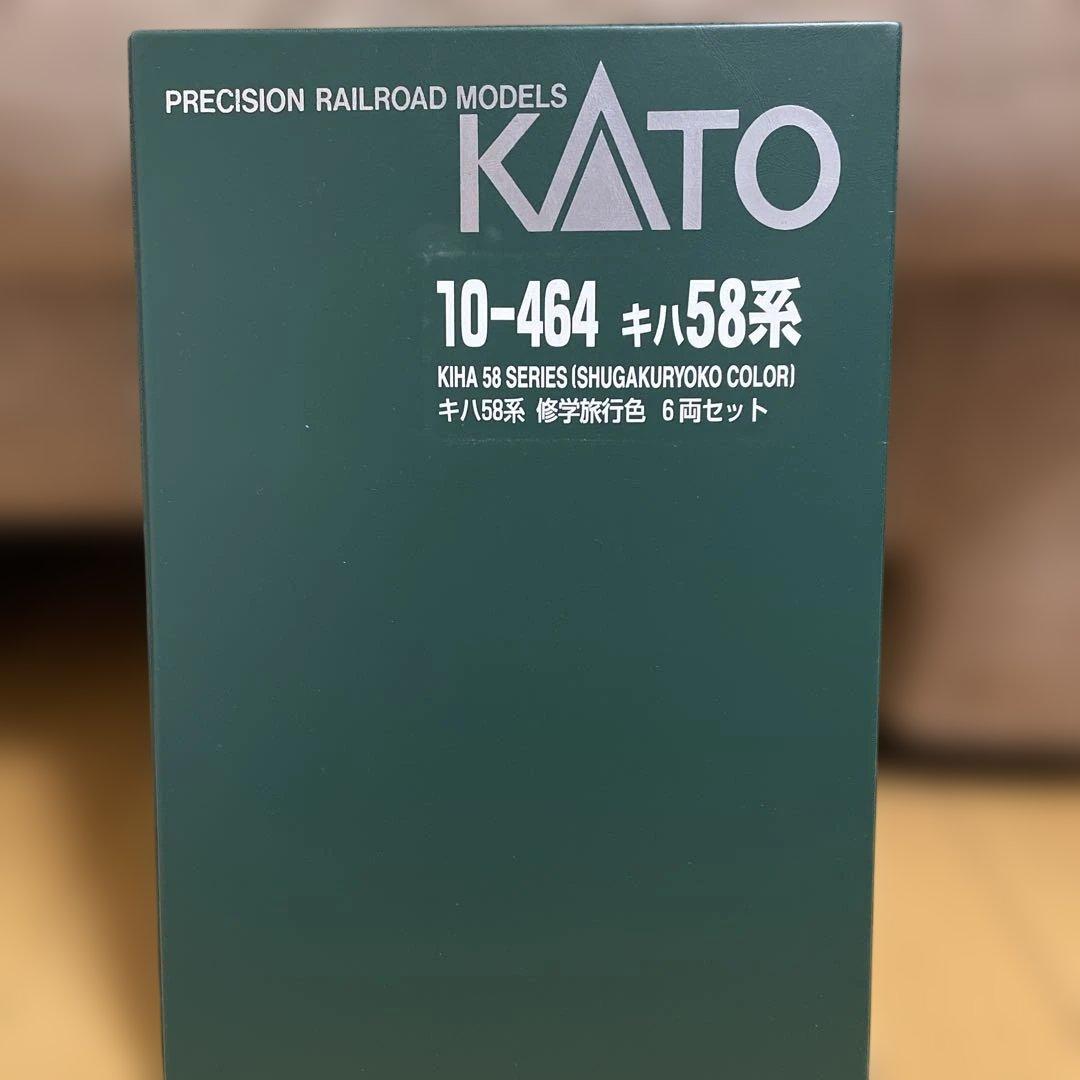 PRECISION RAILROAD MODELS
KATO
10-464 キハ58系
KIHA 58 SERIES (SHUGAKURYOKO COLOR)
キハ58系 修学旅行色 6両セット